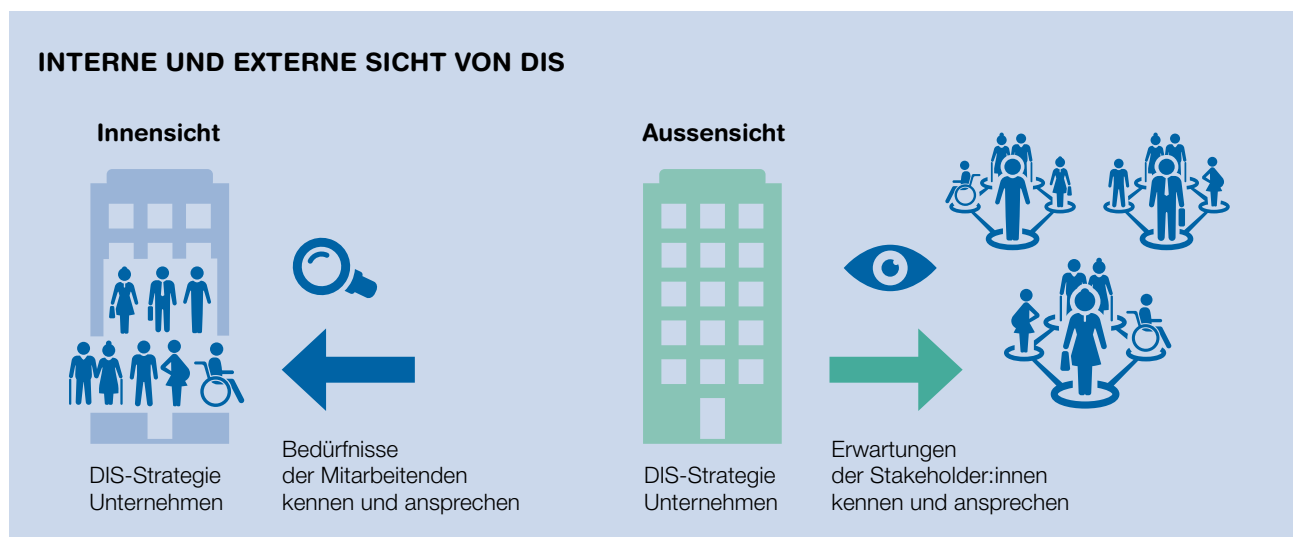 INTERNE UND EXTERNE SICHT VON DIS
Innensicht
DIS-Strategie
Unternehmen
Bedürfnisse
der Mitarbeitenden
kennen und ansprechen
Aussensicht
DIS-Strategie
Unternehmen
Erwartungen
der Stakeholder:innen
kennen und ansprechen